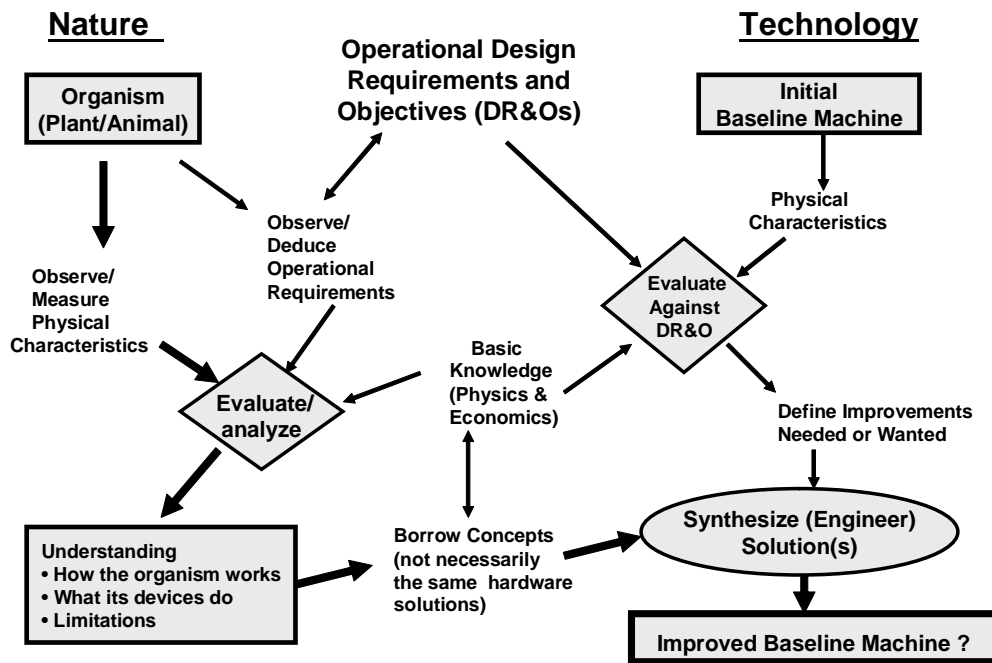 Nature
Technology
Operational Design
Requirements and
Objectives (DR&Os)
Organism
(Plant/Animal)
Initial
Baseline Machine
Observe/
Deduce
Operational
Requirements
Physical
Characteristics
Observe/
Measure
Physical
Characteristics
Evaluate
Against
DR&O
Basic
Knowledge
(Physics &
Economics)
Evaluate/
analyze
Define Improvements
Needed or Wanted
Understanding
• How the organism works
• What its devices do
• Limitations
Borrow Concepts
(not necessarily
the same hardware
solutions)
Synthesize (Engineer)
Solution(s)
Improved Baseline Machine ?